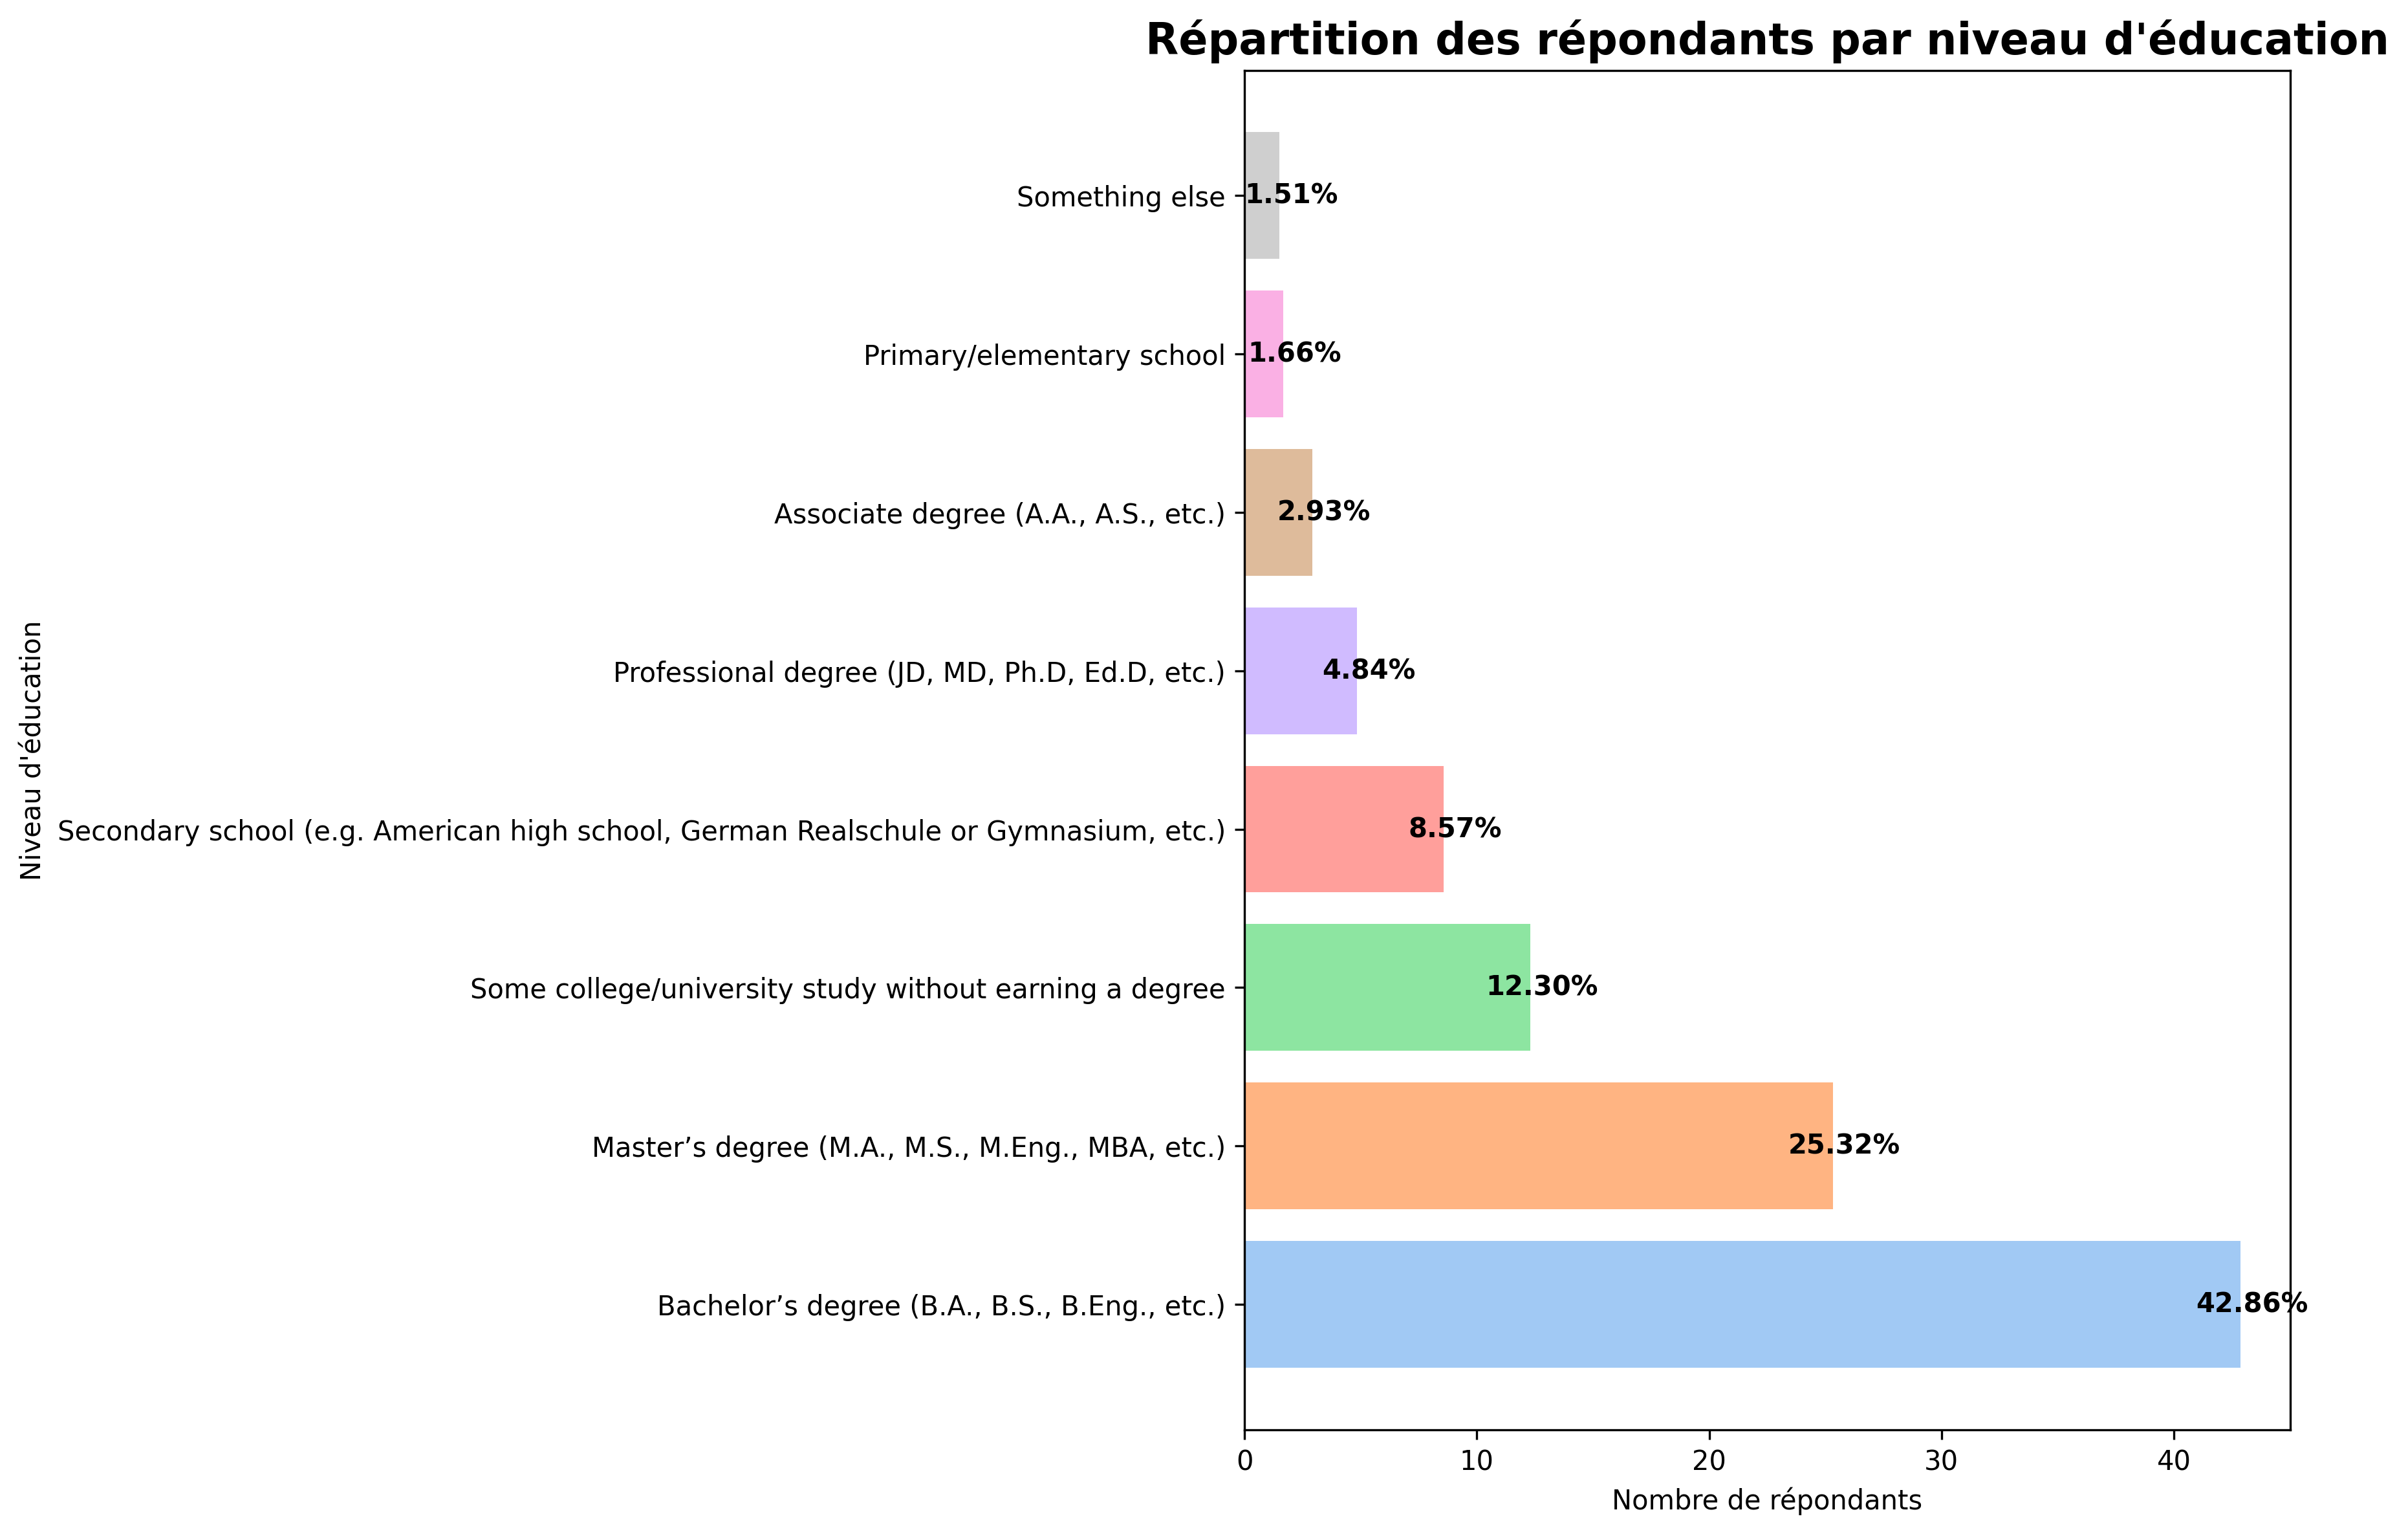 Répartition des répondants par niveau d'éducation
Something else
1.51%
Primary/elementary school
1.66%
Associate degree (A.A., A.S., etc.)
2.93%
Professional degree (JD, MD, Ph.D, Ed.D, etc.)
4.84%
Secondary school (e.g. American high school, German Realschule or Gymnasium, etc.)
8.57%
Some college/university study without earning a degree
12.30%
Master’s degree (M.A., M.S., M.Eng., MBA, etc.)
25.32%
Bachelor’s degree (B.A., B.S., B.Eng., etc.)
42.86%
Niveau d'éducation
0 10 20 30 40
Nombre de répondants